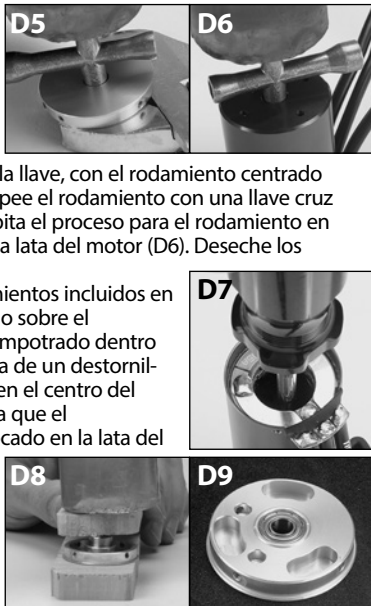 D5
D6
la llave, con el rodamiento centrado
pee el rodamiento con una llave cruz
pita el proceso para el rodamiento en
a lata del motor (D6). Deseche los
mientos incluidos en
o sobre el
mpotrado dentro
a de un destornil-
en el centro del
a que el
cado en la lata del
D7
D8
D9